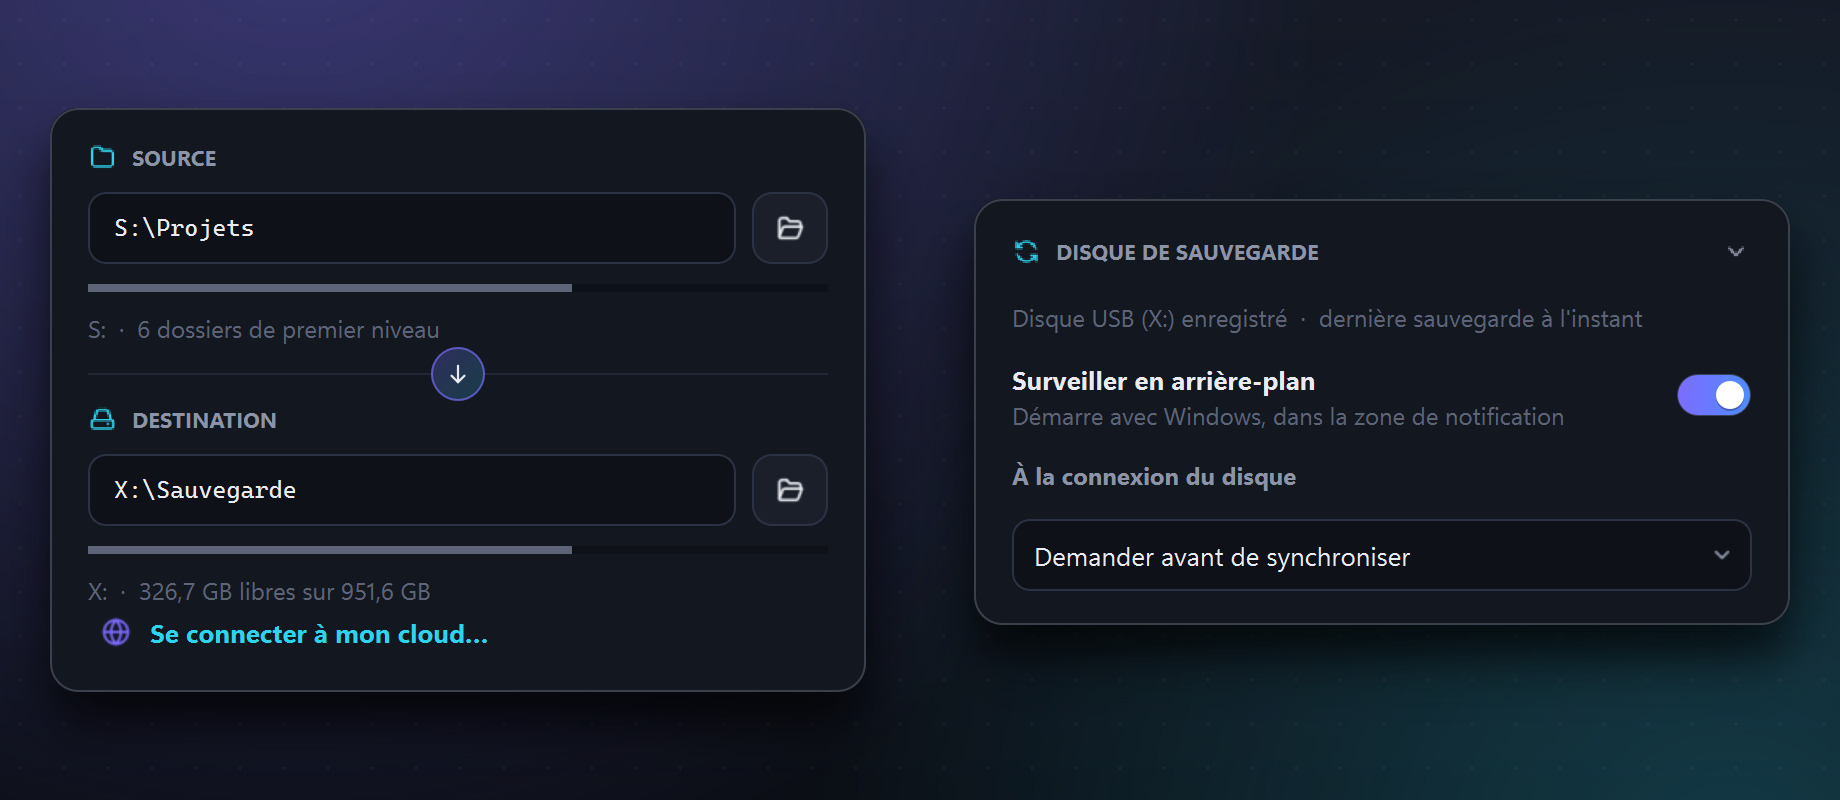 SOURCE
S:\Projets
S: · 6 dossiers de premier niveau
DESTINATION
X:\Sauvegarde
X: · 326,7 GB libres sur 951,6 GB
Se connecter à mon cloud...
DISQUE DE SAUVEGARDE
Disque USB (X:) enregistré · dernière sauvegarde à l'instant
Surveiller en arrière-plan
Démarre avec Windows, dans la zone de notification
À la connexion du disque
Demander avant de synchroniser